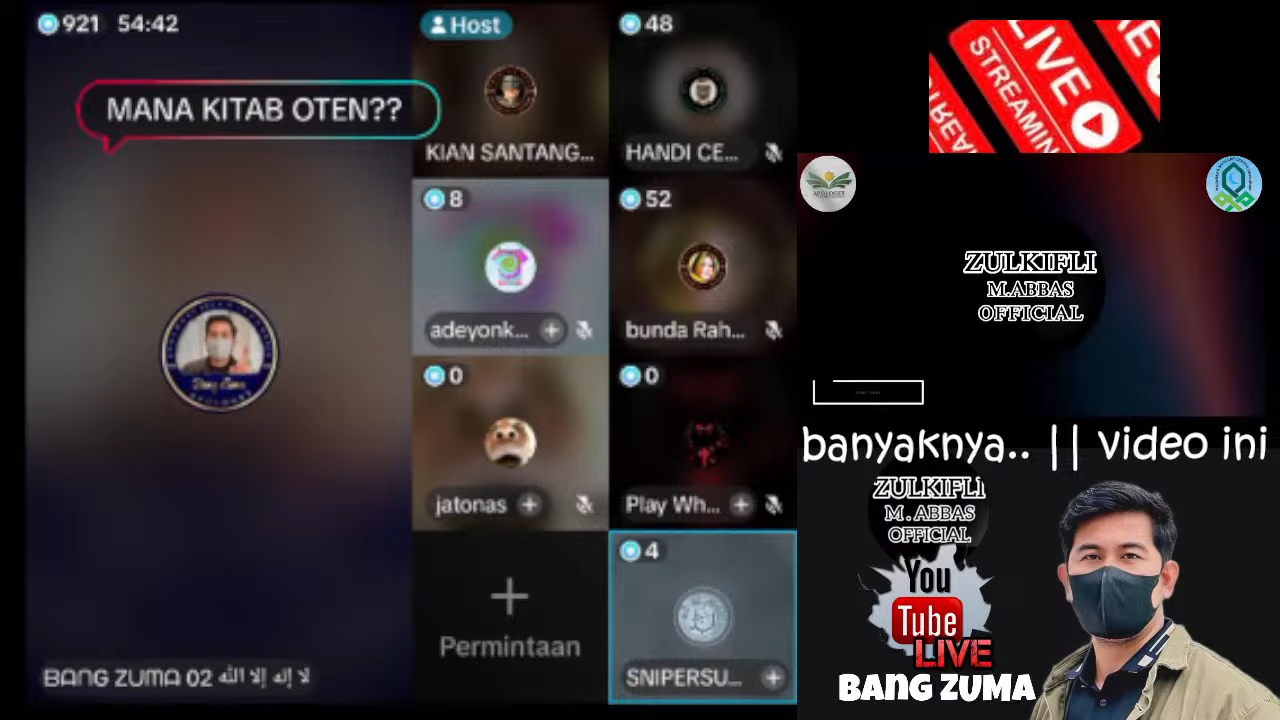 921 54:42
MANA KITAB OTEN??
BANG ZUMA 02 لا إله إلا الله
Host
KIAN SANTANG...
48
HANDI CE...
8
adeyonk...
52
bunda Rah...
0
jatonas
0
Play Wh...
Permintaan
4
SNIPERSU...
LIVE
STREAMIN
ZULKIFLI
M.ABBAS
OFFICIAL
banyaknya.. || video ini
ZULKIFLI
M. ABBAS
OFFICIAL
You
Tube
LIVE
BANG ZUMA